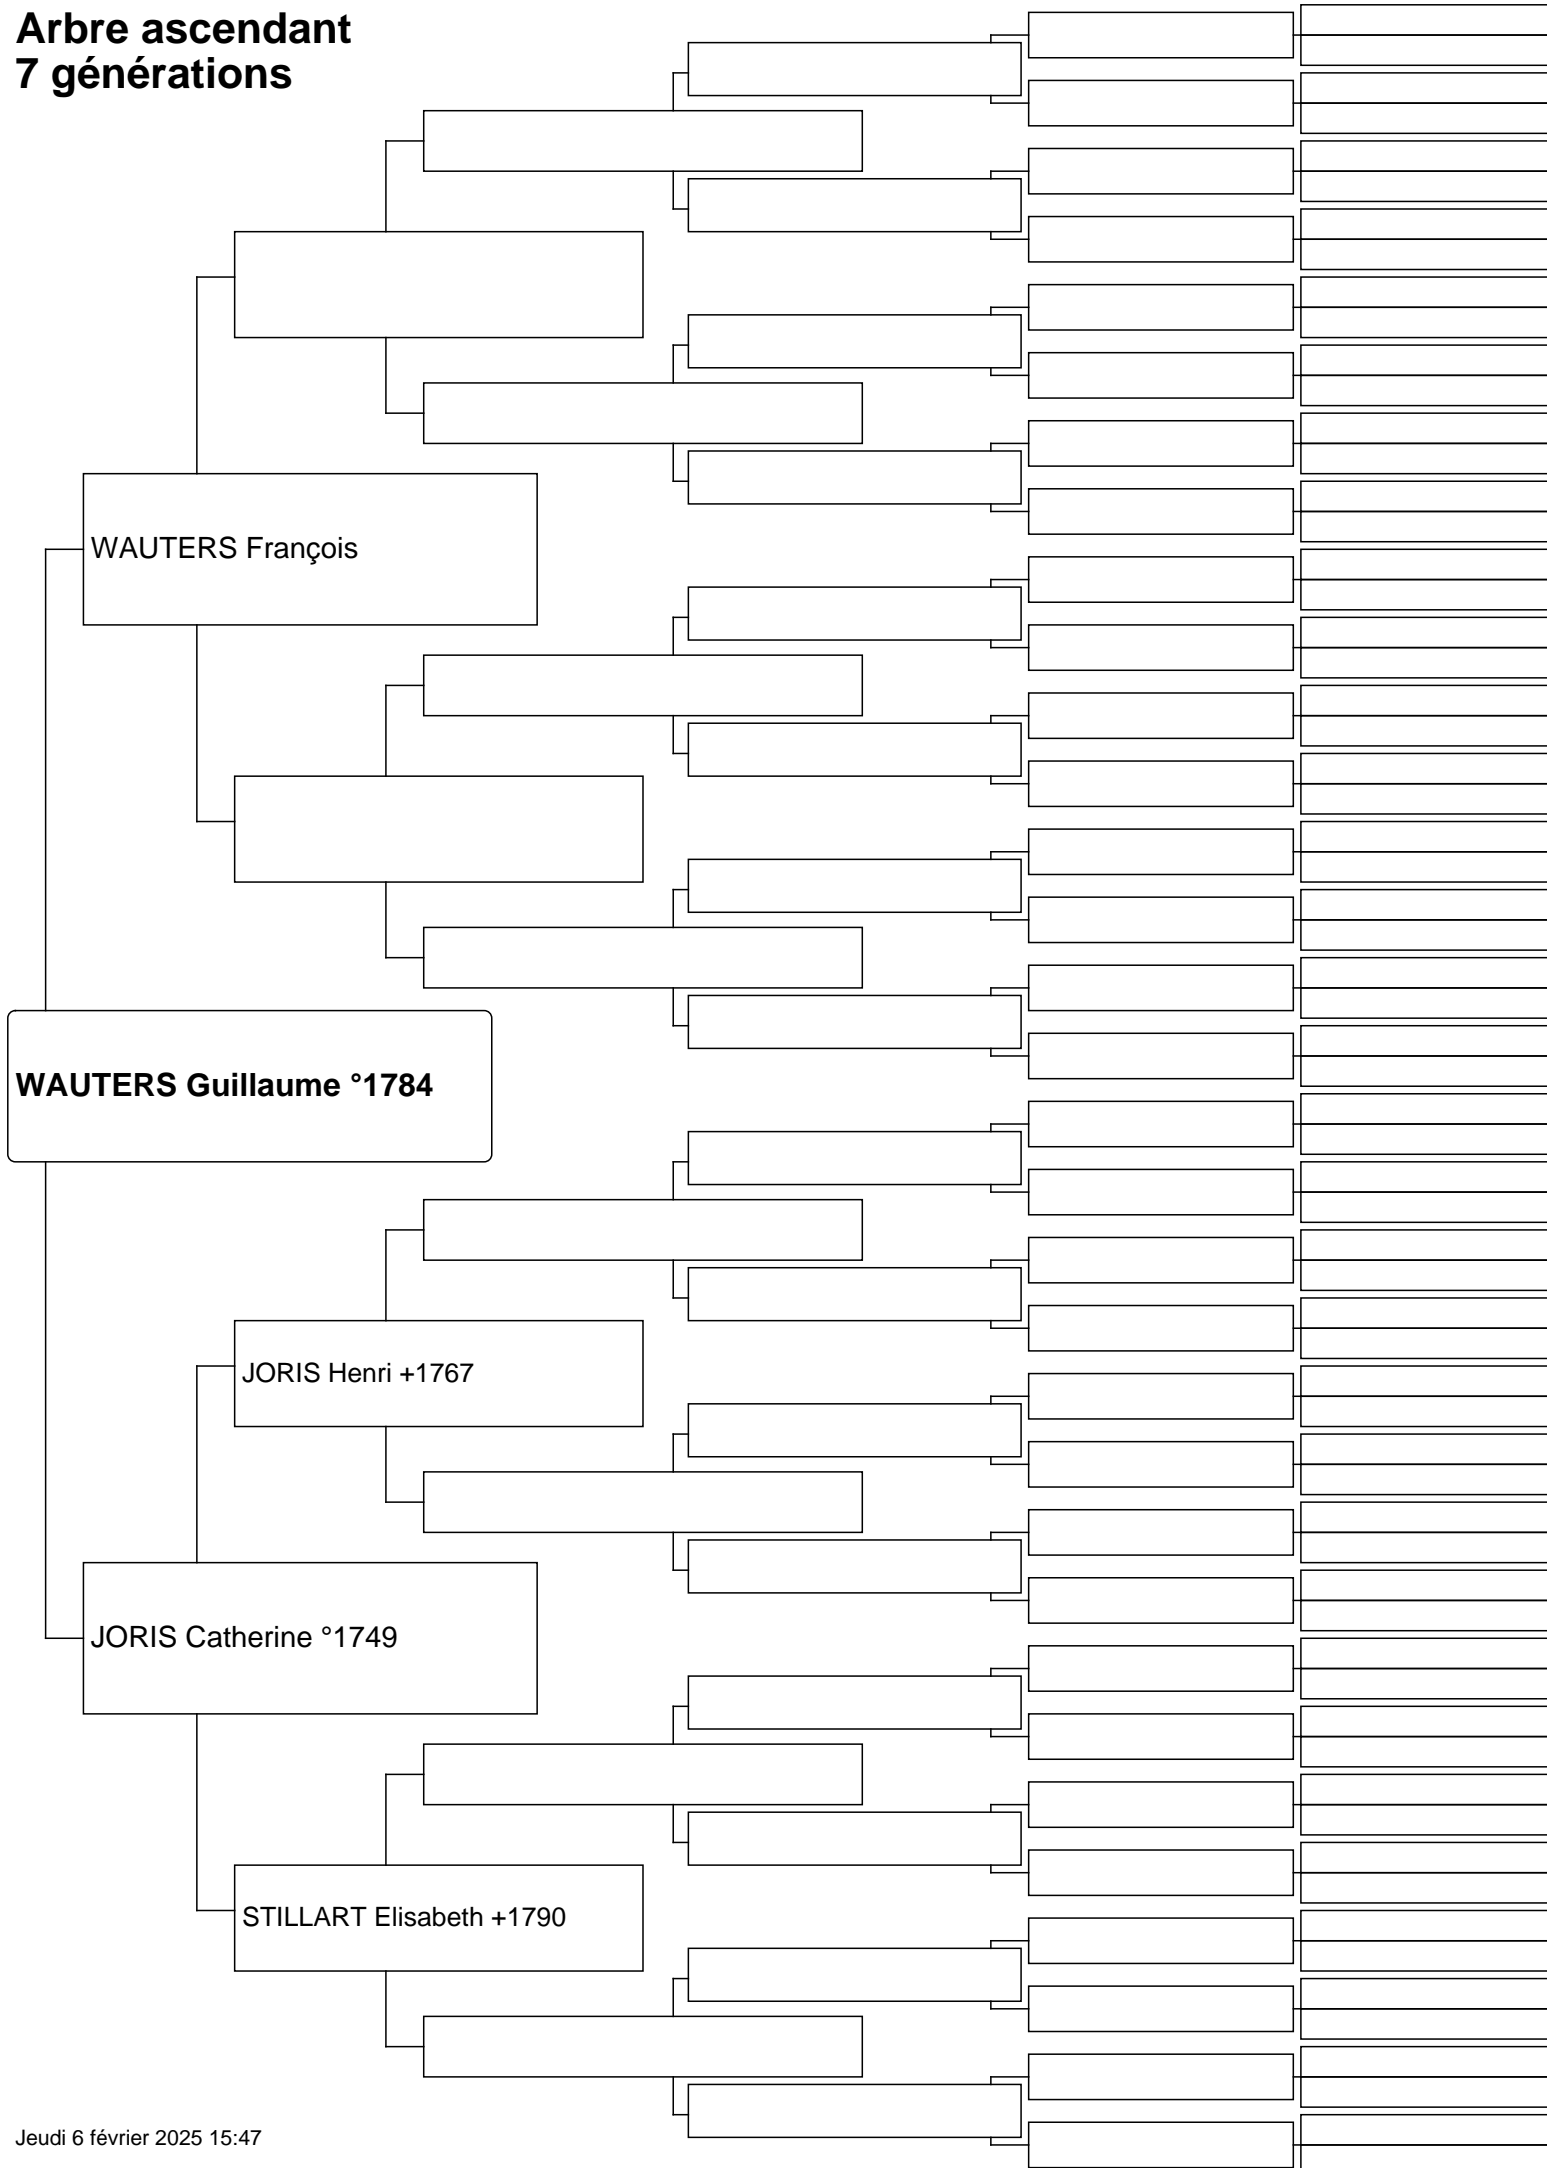 Arbre ascendant
7 générations
WAUTERS François
WAUTERS Guillaume °1784
JORIS Henri +1767
JORIS Catherine °1749
STILLART Elisabeth +1790
Jeudi 6 février 2025 15:47